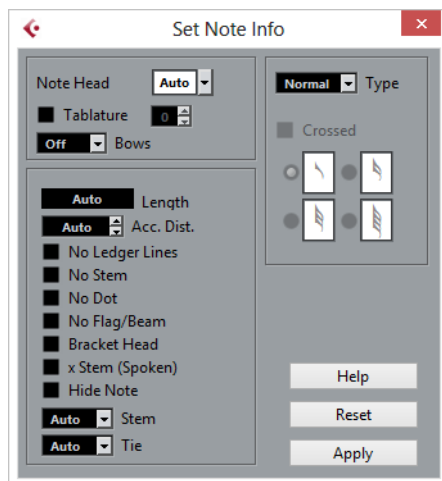 Set Note Info
Note Head Auto
Tablature 0
Off Bows
Auto Length
Auto Acc. Dist.
No Ledger Lines
No Stem
No Dot
No Flag/Beam
Bracket Head
x Stem (Spoken)
Hide Note
Auto Stem
Auto Tie
Normal Type
Crossed
Help
Reset
Apply